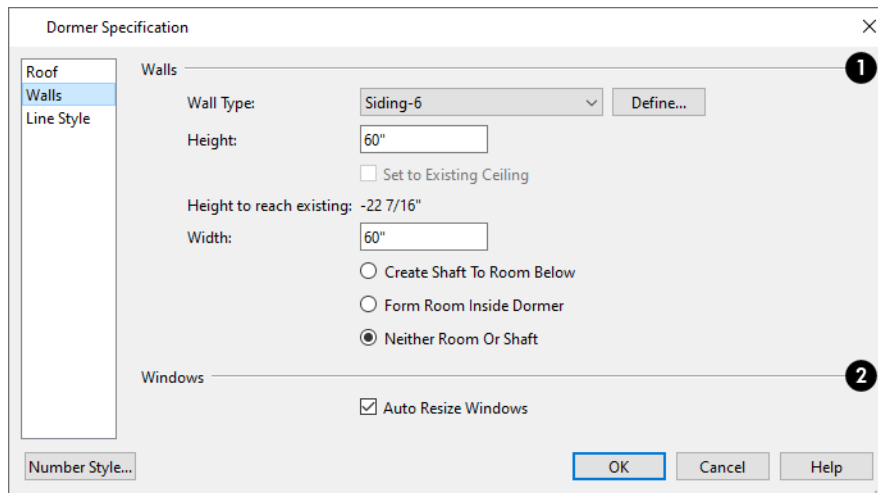 Dormer Specification
Roof
Walls
Line Style
Walls 1
Wall Type: Siding-6 Define...
Height: 60"
Set to Existing Ceiling
Height to reach existing: -22 7/16"
Width: 60"
Create Shaft To Room Below
Form Room Inside Dormer
Neither Room Or Shaft
Windows 2
Auto Resize Windows
Number Style... OK Cancel Help